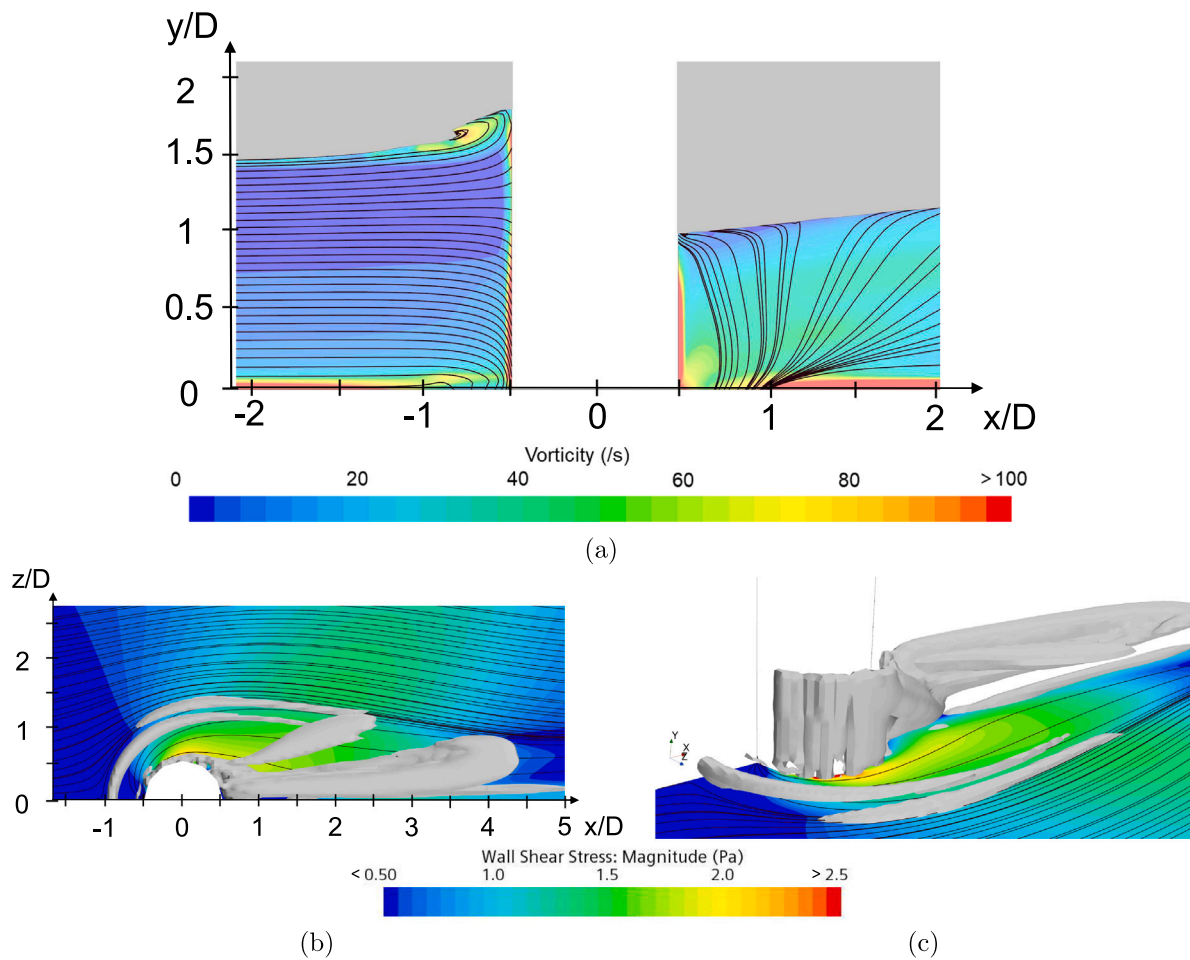 y/D
2
1.5
1
0.5
0
-2 -1 0 1 2 x/D
Vorticity (/s)
0 20 40 60 80 >100
(a)
z/D
2
1
0
-1 0 1 2 3 4 5 x/D
Y
X
Z
Wall Shear Stress: Magnitude (Pa)
< 0.50 1.0 1.5 2.0 > 2.5
(b) (c)